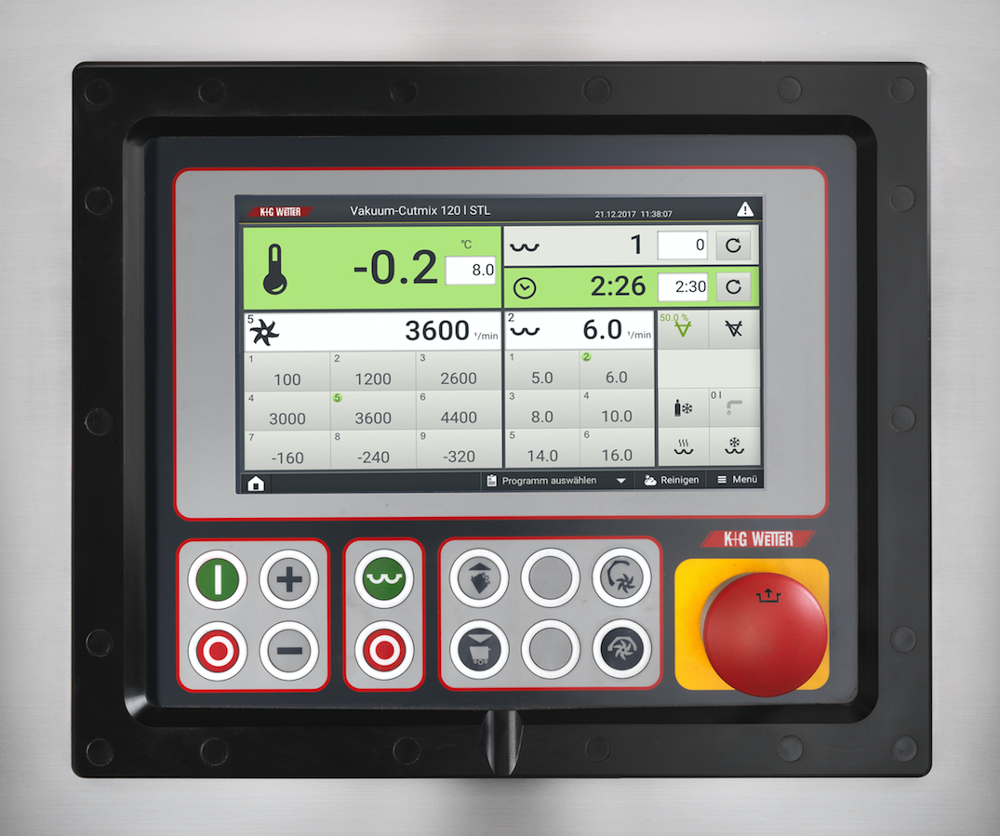 K+G WETTER Vakuum-Cutmix 120 l STL 21.12.2017 11:38:07
°C
-0.2 8.0
1 0
2:26 2:30
5 3600 1/min
2 6.0 1/min
50.0 %
1 100 2 1200 3 2600
4 3000 5 3600 6 4400
7 -160 8 -240 9 -320
1 5.0 2 6.0
3 8.0 4 10.0
5 14.0 6 16.0
0 l
Programm auswählen Reinigen Menü
K+G WETTER